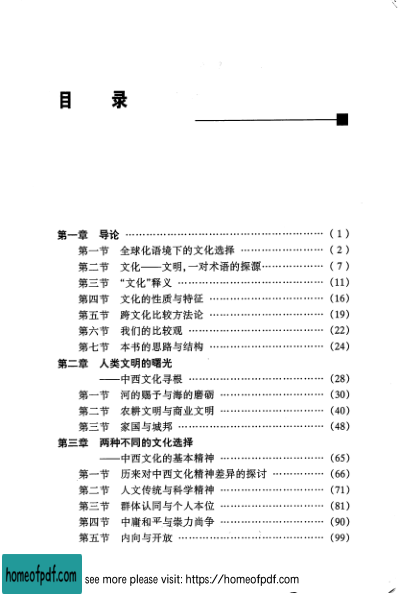 目 录
第一章 导论 ……………………………………………… (1)
第一节 全球化语境下的文化选择 …………………… (2)
第二节 文化——文明,一对术语的探源……………… (7)
第三节 “文化”释义 ………………………………… (11)
第四节 文化的性质与特征 ………………………… (16)
第五节 跨文化比较方法论 ………………………… (19)
第六节 我们的比较观 ……………………………… (22)
第七节 本书的思路与结构 ………………………… (24)
第二章 人类文明的曙光
——中西文化寻根 ……………………………… (28)
第一节 河的赐予与海的磨砺 ……………………… (30)
第二节 农耕文明与商业文明 ……………………… (40)
第三节 家国与城邦 ………………………………… (48)
第三章 两种不同的文化选择
——中西文化的基本精神 ……………………… (65)
第一节 历来对中西文化精神差异的探讨 ………… (66)
第二节 人文传统与科学精神 ……………………… (71)
第三节 群体认同与个人本位 ……………………… (81)
第四节 中庸和平与崇力尚争 ……………………… (90)
第五节 内向与开放 ………………………………… (99)
homeofpdf.com see more please visit: https://homeofpdf.com